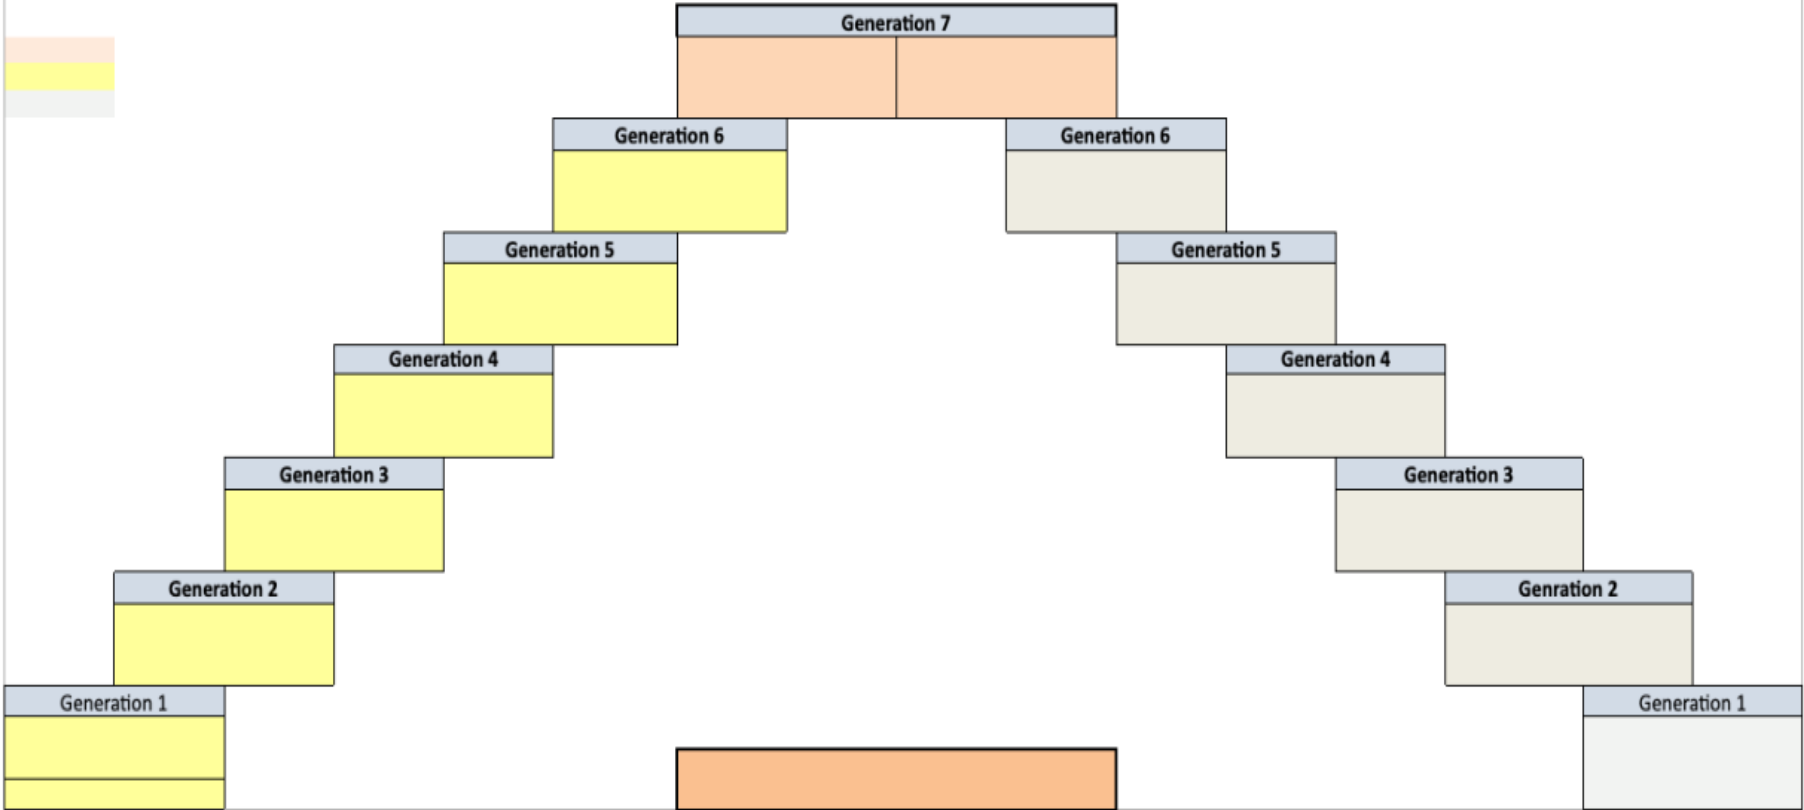 Generation 7
Generation 6
Generation 6
Generation 5
Generation 5
Generation 4
Generation 4
Generation 3
Generation 3
Generation 2
Genration 2
Generation 1
Generation 1